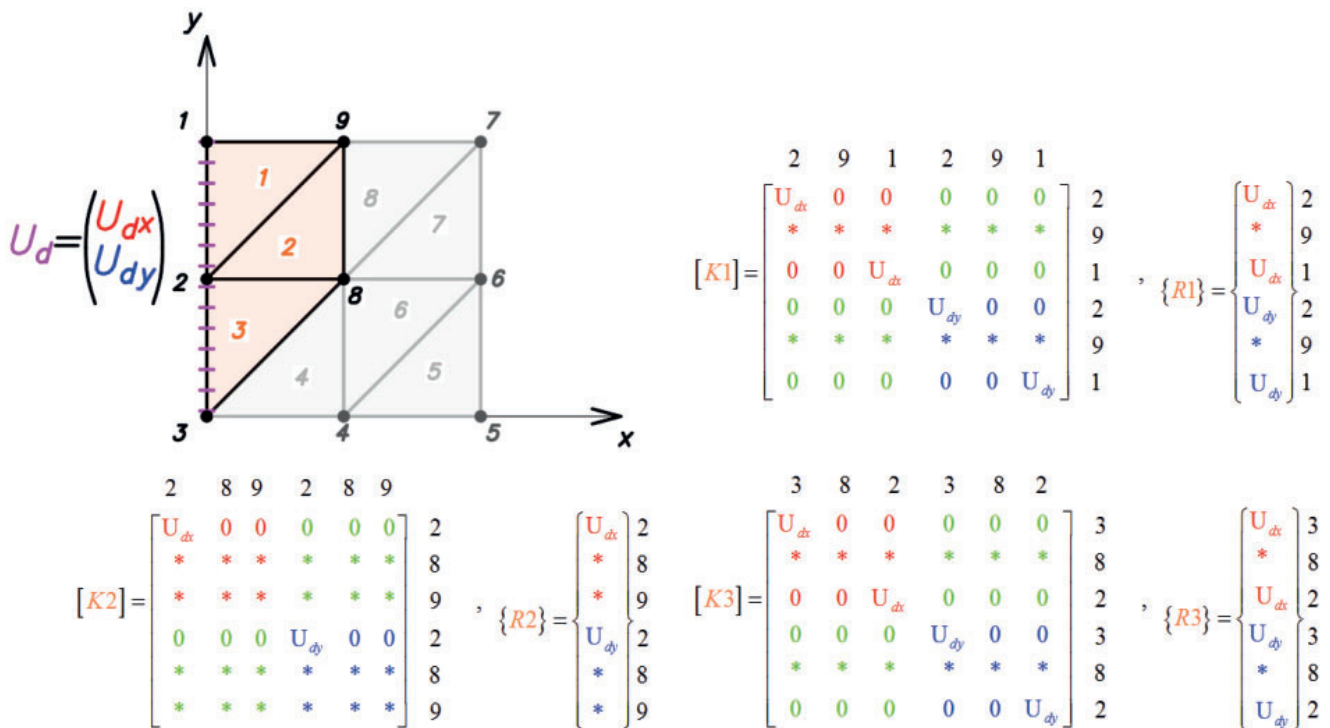 y
1 9 7
1 8
2 7
U_d=(U_dx U_dy)
2 8 6
3 6
4 5
3 4 5 x
2 9 1 2 9 1
[K1]=
U_dx 0 0 0 0 0 2
* * * * * * 9
0 0 U_dx 0 0 0 1
0 0 0 U_dy 0 0 2
* * * * * * 9
0 0 0 0 0 U_dy 1
, {R1}=
U_dx 2
* 9
U_dx 1
U_dy 2
* 9
U_dy 1
2 8 9 2 8 9
[K2]=
U_dx 0 0 0 0 0 2
* * * * * * 8
* * * * * * 9
0 0 0 U_dy 0 0 2
* * * * * * 8
* * * * * * 9
, {R2}=
U_dx 2
* 8
* 9
U_dy 2
* 8
* 9
3 8 2 3 8 2
[K3]=
U_dx 0 0 0 0 0 3
* * * * * * 8
0 0 U_dx 0 0 0 2
0 0 0 U_dy 0 0 3
* * * * * * 8
0 0 0 0 0 U_dy 2
, {R3}=
U_dx 3
* 8
U_dx 2
U_dy 3
* 8
U_dy 2